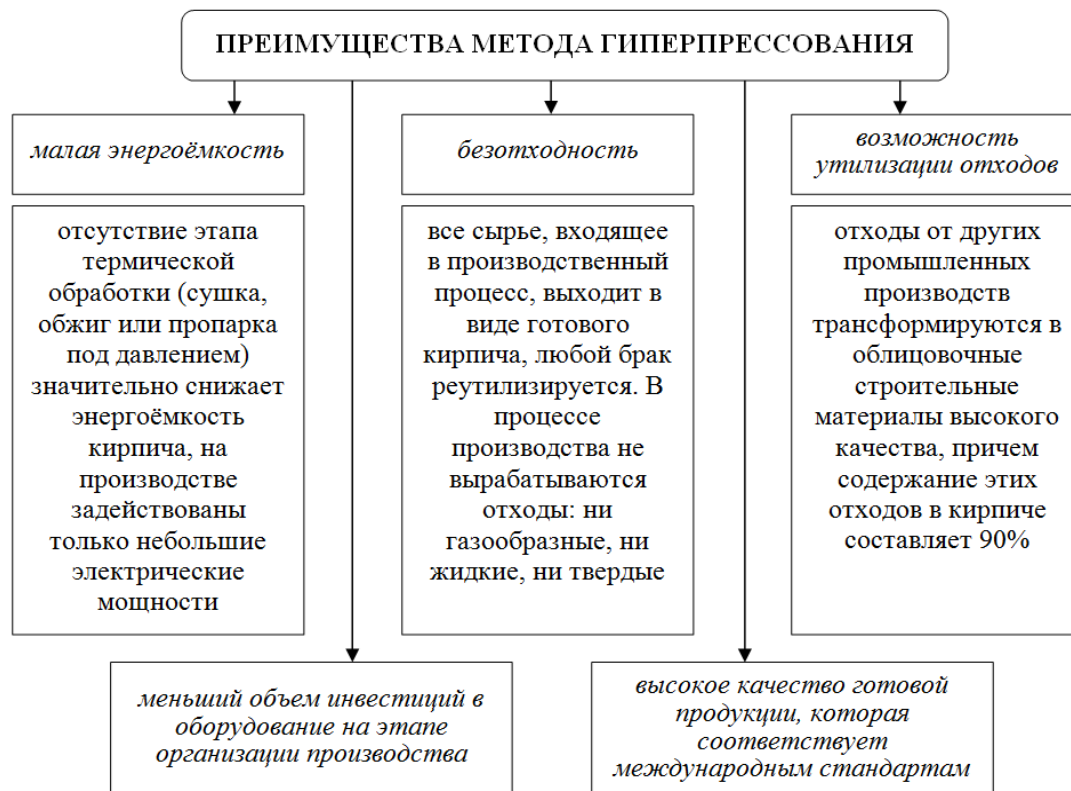 ПРЕИМУЩЕСТВА МЕТОДА ГИПЕРПРЕССОВАНИЯ
малая энергоёмкость
отсутствие этапа
термической
обработки (сушка,
обжиг или пропарка
под давлением)
значительно снижает
энергоёмкость
кирпича, на
производстве
задействованы
только небольшие
электрические
мощности
безотходность
все сырье, входящее
в производственный
процесс, выходит в
виде готового
кирпича, любой брак
реутилизируется. В
процессе
производства не
вырабатываются
отходы: ни
газообразные, ни
жидкие, ни твердые
возможность
утилизации отходов
отходы от других
промышленных
производств
трансформируются в
облицовочные
строительные
материалы высокого
качества, причем
содержание этих
отходов в кирпиче
составляет 90%
меньший объем инвестиций в
оборудование на этапе
организации производства
высокое качество готовой
продукции, которая
соответствует
международным стандартам